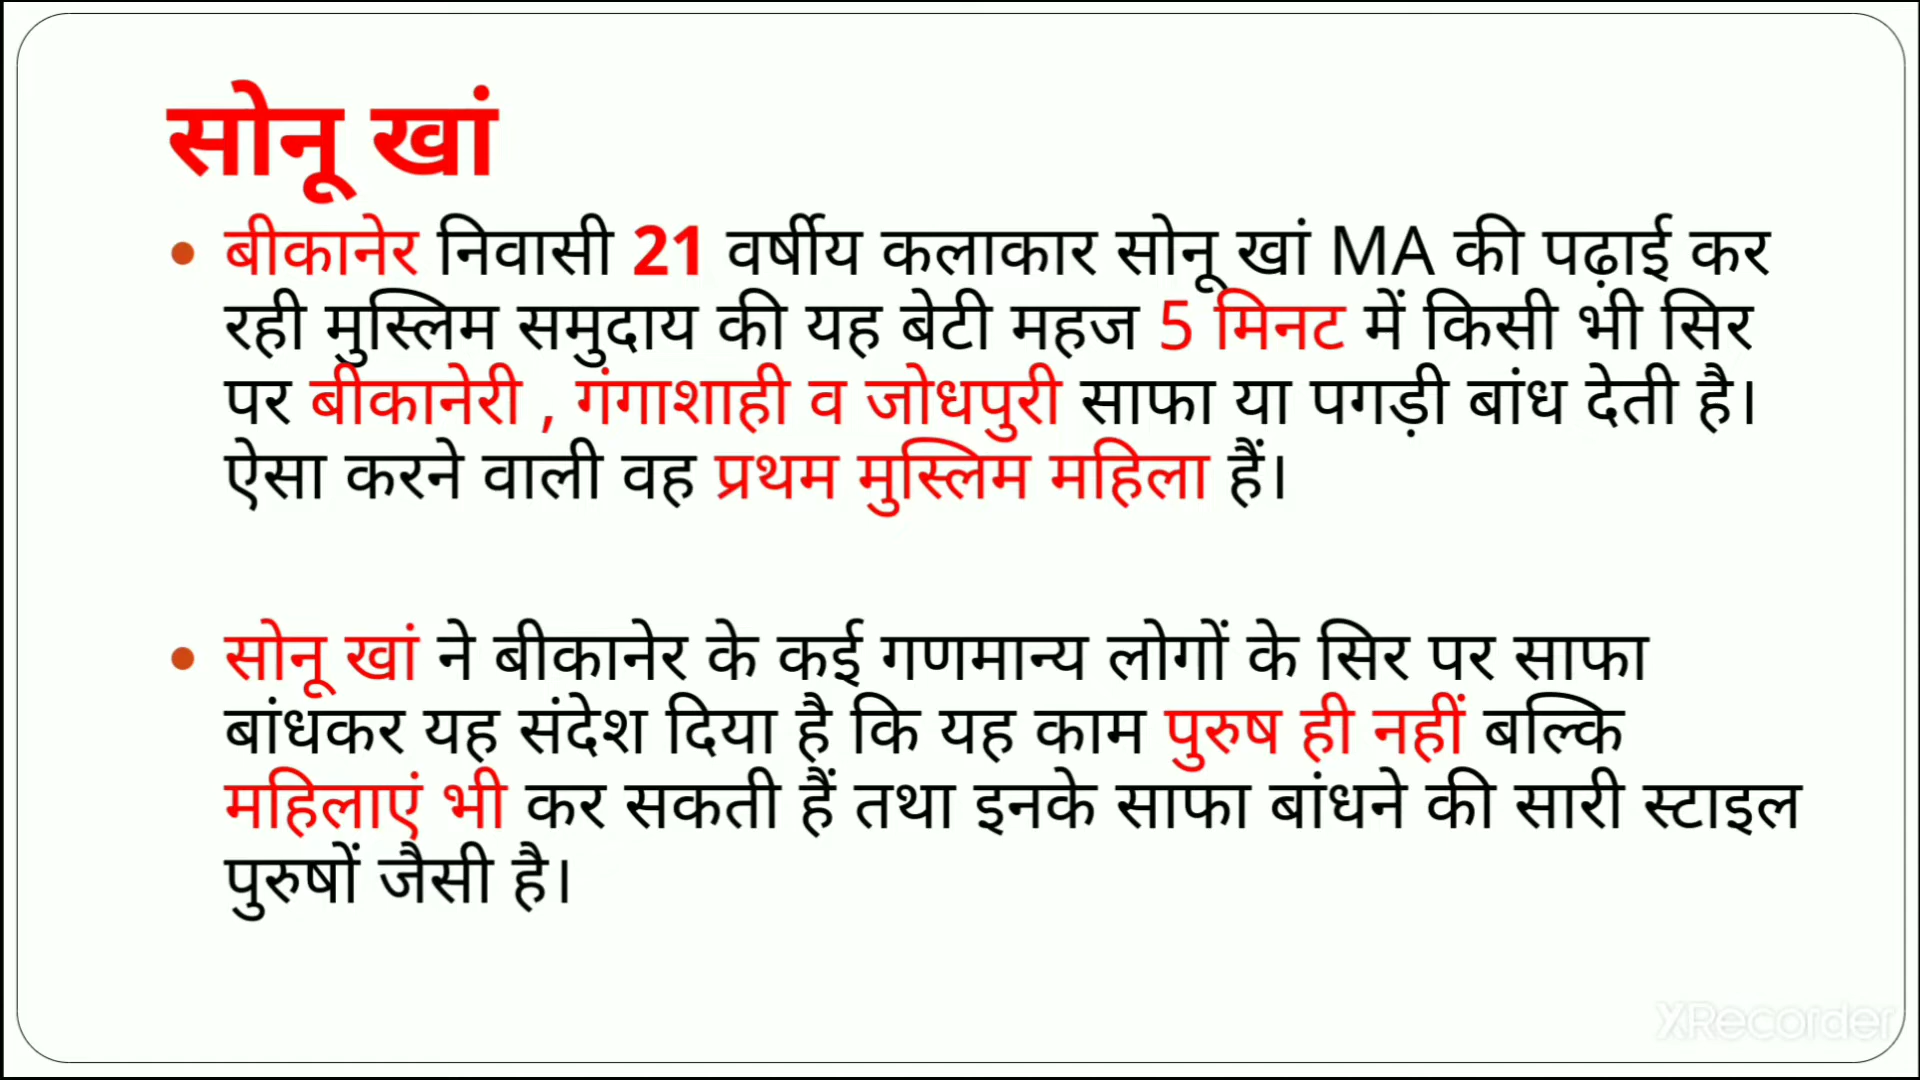 सोनू खां
• बीकानेर निवासी 21 वर्षीय कलाकार सोनू खां MA की पढ़ाई कर
रही मुस्लिम समुदाय की यह बेटी महज 5 मिनट में किसी भी सिर
पर बीकानेरी , गंगाशाही व जोधपुरी साफा या पगड़ी बांध देती है।
ऐसा करने वाली वह प्रथम मुस्लिम महिला हैं।
• सोनू खां ने बीकानेर के कई गणमान्य लोगों के सिर पर साफा
बांधकर यह संदेश दिया है कि यह काम पुरुष ही नहीं बल्कि
महिलाएं भी कर सकती हैं तथा इनके साफा बांधने की सारी स्टाइल
पुरुषों जैसी है।
XRecorder